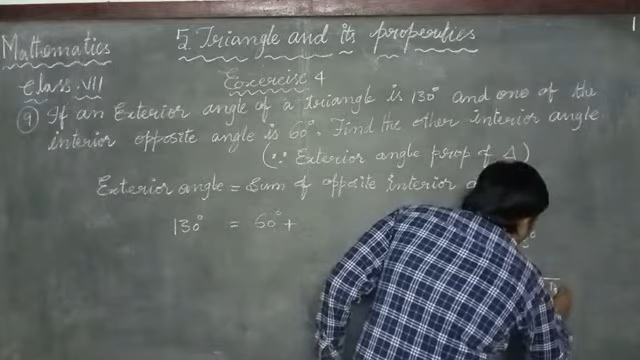 5. Triangle and its properties
Mathematics
Class VII
Exercise 4
9 If an Exterior angle of a triangle is 130° and one of the
interior opposite angle is 60°. Find the other interior angle.
(∵ Exterior angle prop of Δ)
Exterior angle = Sum of opposite interior
130° = 60° +